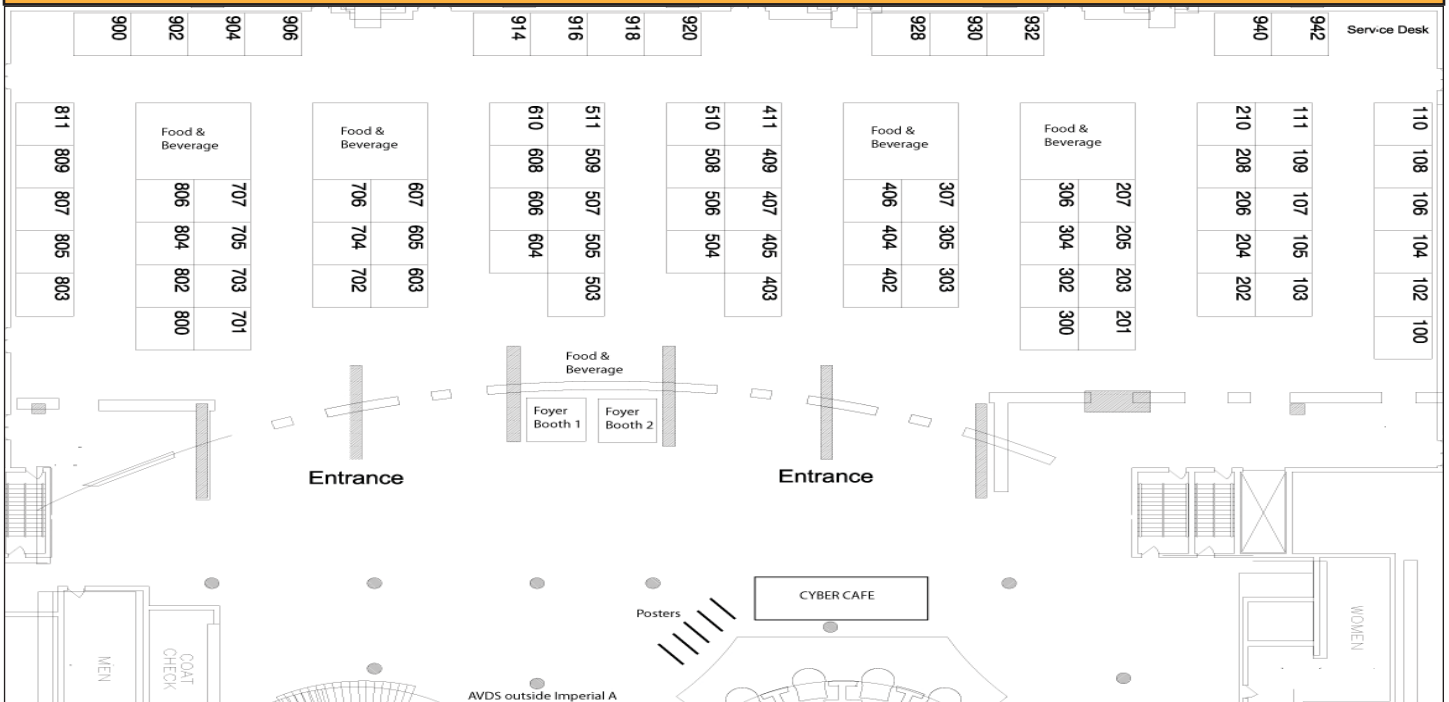 900 902 904 906 914 916 918 920 928 930 932 940 942 Serv-ce Desk
811 610 511 510 411 210 111 110
Food &
Beverage
Food &
Beverage
Food &
Beverage
Food &
Beverage
809 608 509 508 409 208 109 108
806 707 706 607 406 307 306 207
807 606 507 506 407 206 107 106
804 705 704 605 404 305 304 205
805 604 505 504 405 204 105 104
802 703 702 603 402 303 302 203
803 503 403 202 103 102
800 701 300 201 100
Food &
Beverage
Foyer
Booth 1
Foyer
Booth 2
Entrance
Entrance
CYBER CAFE
Posters
MEN
COAT
CHECK
WOMEN
AVDS outside Imperial A